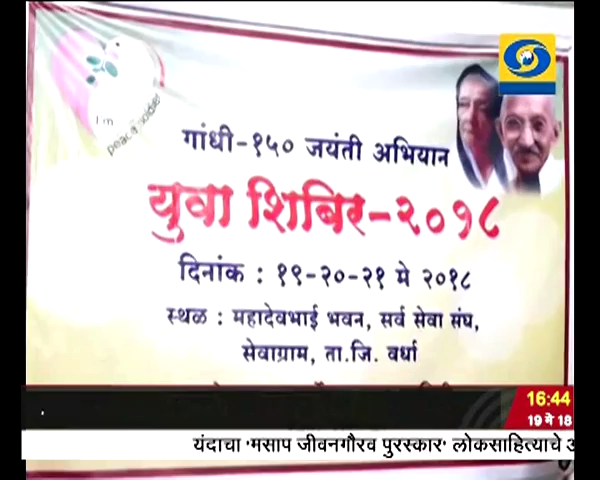 I'm
peace soldier
गांधी-१५० जयंती अभियान
युवा शिबिर-२०१८
दिनांक : १९-२०-२१ मे २०१८
स्थळ : महादेवभाई भवन, सर्व सेवा संघ,
सेवाग्राम, ता.जि. वर्धा
16:44
19 मे 18
यंदाचा 'मसाप जीवनगौरव पुरस्कार' लोकसाहित्याचे